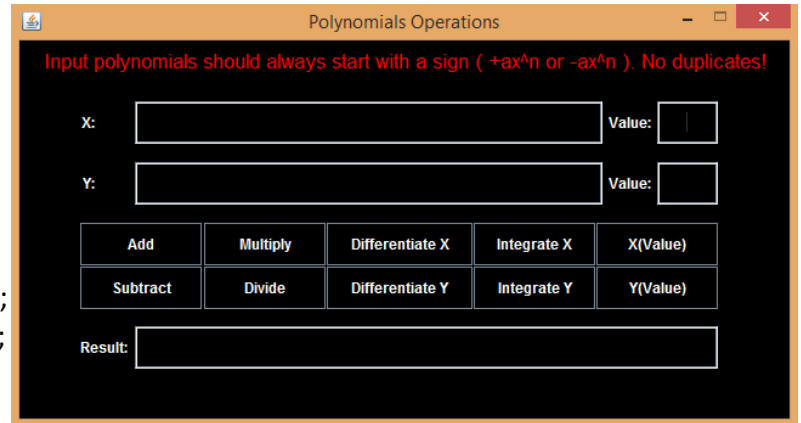 Polynomials Operations
Input polynomials should always start with a sign ( +ax^n or -ax^n ). No duplicates!
X: Value:
Y: Value:
Add Multiply Differentiate X Integrate X X(Value)
; Subtract Divide Differentiate Y Integrate Y Y(Value)
; Result: